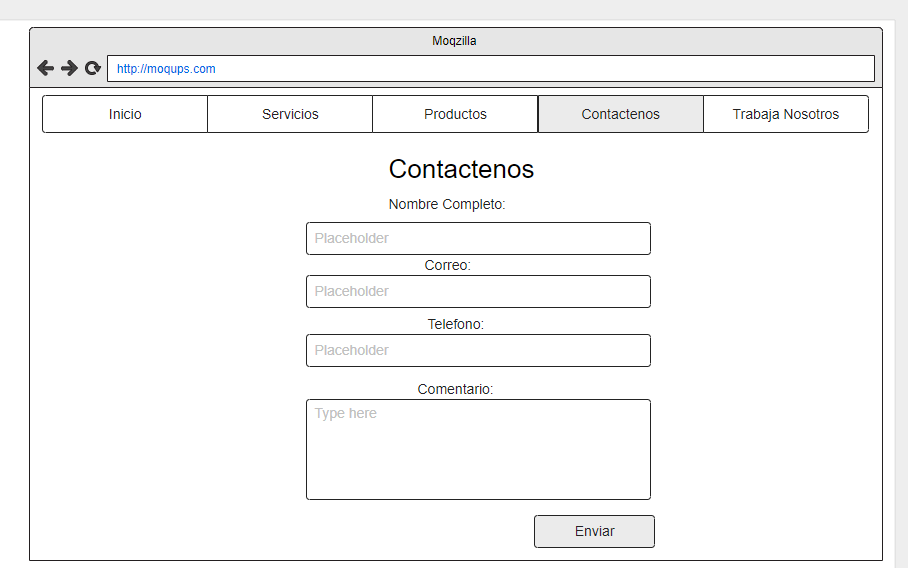 Moqzilla
http://moqups.com
Inicio Servicios Productos Contactenos Trabaja Nosotros
Contactenos
Nombre Completo:
Placeholder
Correo:
Placeholder
Telefono:
Placeholder
Comentario:
Type here
Enviar